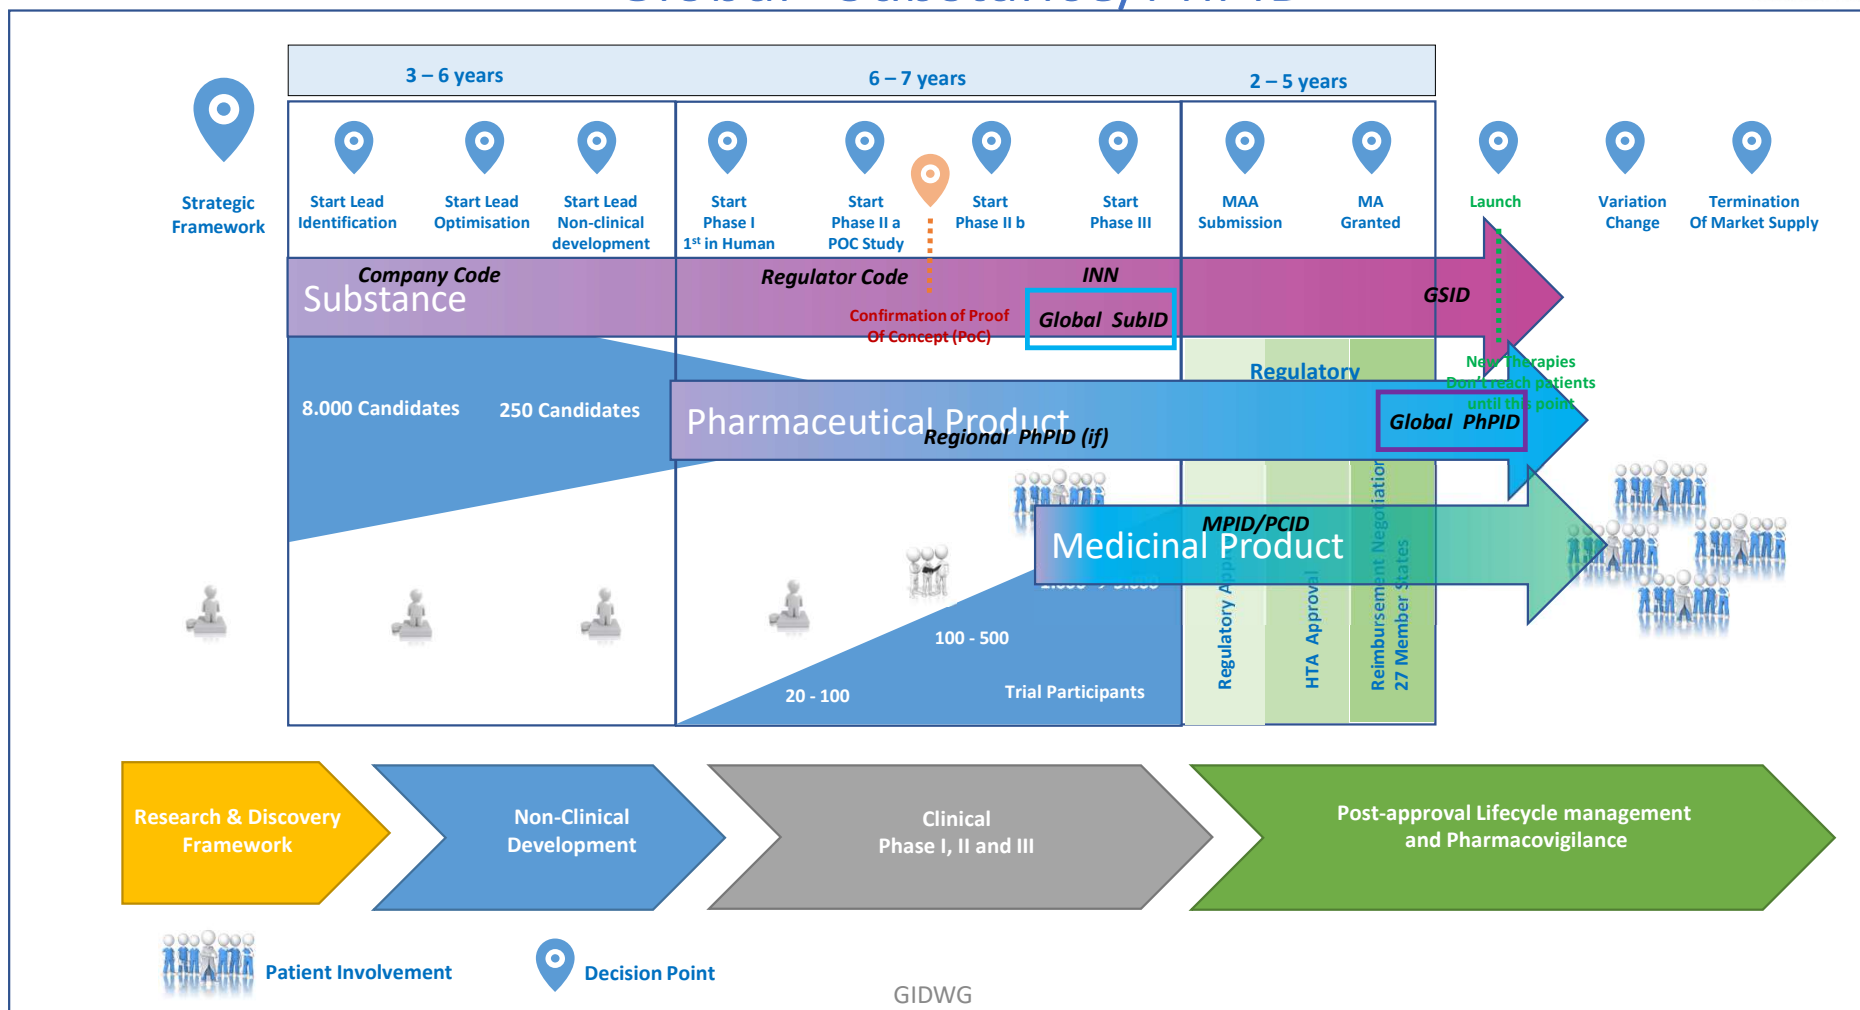 3 – 6 years
6 – 7 years
2 – 5 years
Strategic
Framework
Start Lead
Identification
Start Lead
Optimisation
Start Lead
Non-clinical
development
Start
Phase I
1st in Human
Start
Phase II a
POC Study
Start
Phase II b
Start
Phase III
MAA
Submission
MA
Granted
Launch
Variation
Change
Termination
Of Market Supply
Company Code
Regulator Code
INN
Substance
GSID
Global SubID
Confirmation of Proof
Of Concept (PoC)
New Therapies
Don't reach patients
until this point
Regulatory
8.000 Candidates
250 Candidates
Pharmaceutical Product
Regional PhPID (if)
Global PhPID
MPID/PCID
Medicinal Product
100 - 500
20 - 100
Trial Participants
Regulatory
HTA Approval
Reimbursement Negotiation
27 Member States
Research & Discovery
Framework
Non-Clinical
Development
Clinical
Phase I, II and III
Post-approval Lifecycle management
and Pharmacovigilance
Patient Involvement
Decision Point
GIDWG